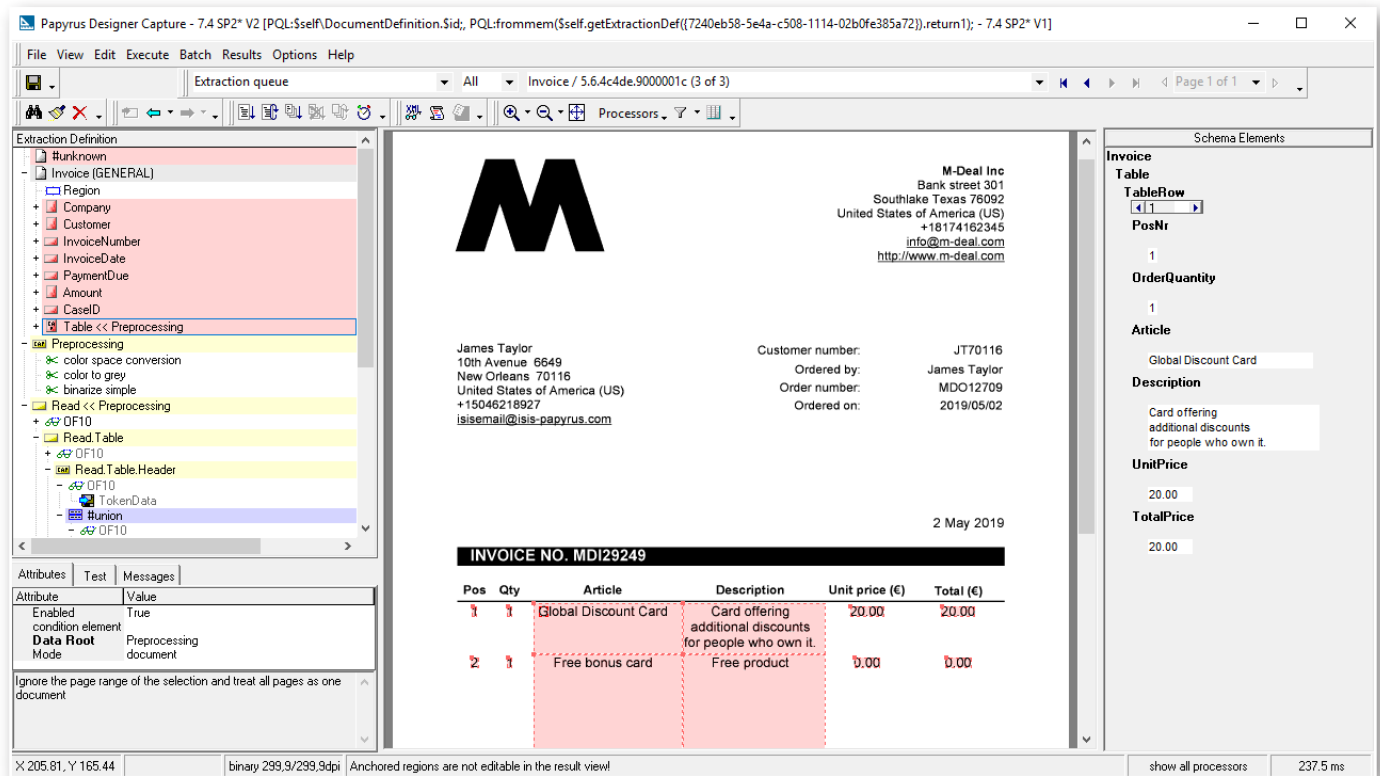 Papyrus Designer Capture - 7.4 SP2* V2 [PQL:$self\DocumentDefinition.$id;, PQL:frommem($self.getExtractionDef({7240eb58-5e4a-c508-1114-02b0fe385a72}).return1); - 7.4 SP2* V1]
File View Edit Execute Batch Results Options Help
Extraction queue All Invoice / 5.6.4c4de.9000001c (3 of 3) Page 1 of 1
Processors
Extraction Definition
#unknown
Invoice (GENERAL)
Region
Company
Customer
InvoiceNumber
InvoiceDate
PaymentDue
Amount
CaseID
Table << Preprocessing
Preprocessing
color space conversion
color to grey
binarize simple
Read << Preprocessing
OF10
Read.Table
OF10
Read.Table.Header
OF10
TokenData
#union
OF10
Attributes Test Messages
Attribute Value
Enabled True
condition element
Data Root Preprocessing
Mode document
Ignore the page range of the selection and treat all pages as one
document
M
M-Deal Inc
Bank street 301
Southlake Texas 76092
United States of America (US)
+18174162345
info@m-deal.com
http://www.m-deal.com
James Taylor
10th Avenue 6649
New Orleans 70116
United States of America (US)
+15046218927
isisemail@isis-papyrus.com
Customer number: JT70116
Ordered by: James Taylor
Order number: MDO12709
Ordered on: 2019/05/02
2 May 2019
INVOICE NO. MDI29249
Pos Qty Article Description Unit price (€) Total (€)
1 1 Global Discount Card Card offering 20.00 20.00
additional discounts
for people who own it.
2 1 Free bonus card Free product 0.00 0.00
Schema Elements
Invoice
Table
TableRow
1
PosNr
1
OrderQuantity
1
Article
Global Discount Card
Description
Card offering
additional discounts
for people who own it.
UnitPrice
20.00
TotalPrice
20.00
X 205.81, Y 165.44 binary 299,9/299,9dpi Anchored regions are not editable in the result view! show all processors 237.5 ms